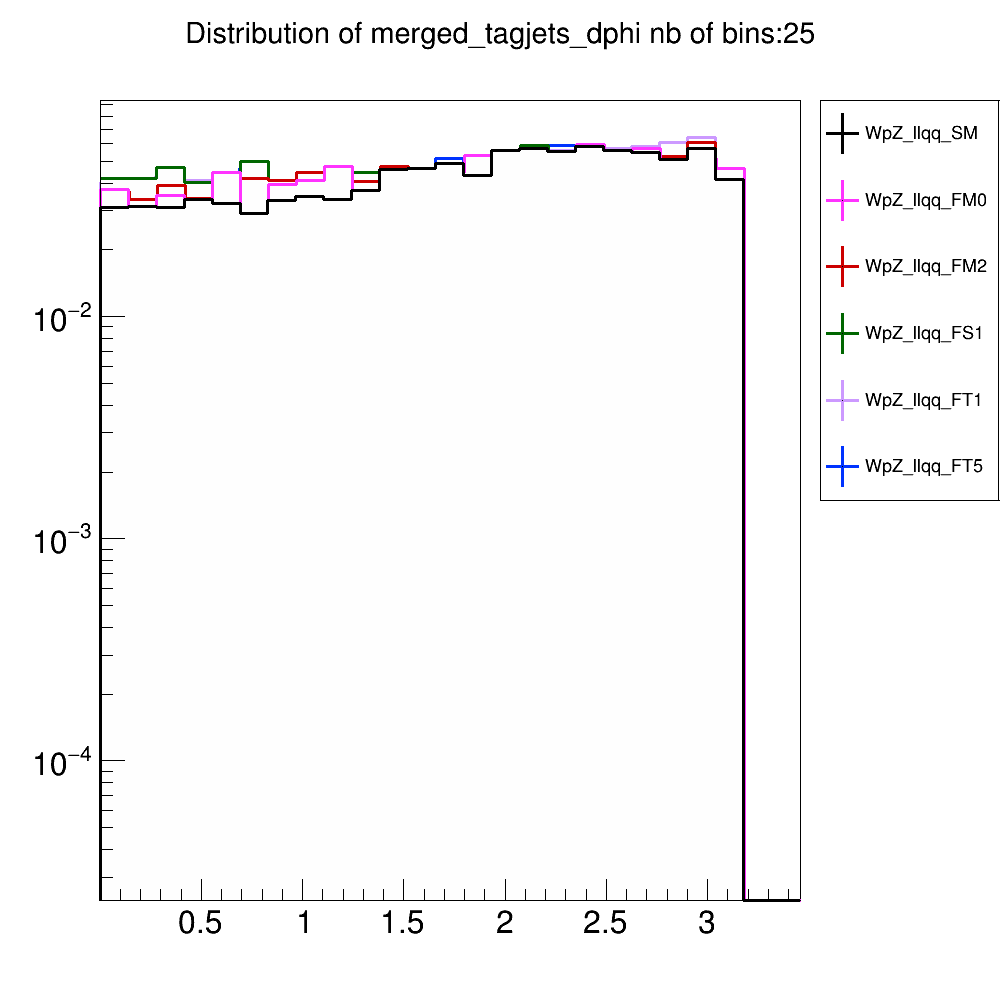 Distribution of merged_tagjets_dphi nb of bins:25
WpZ_llqq_SM
WpZ_llqq_FM0
WpZ_llqq_FM2
WpZ_llqq_FS1
WpZ_llqq_FT1
WpZ_llqq_FT5
10⁻²
10⁻³
10⁻⁴
0.5 1 1.5 2 2.5 3